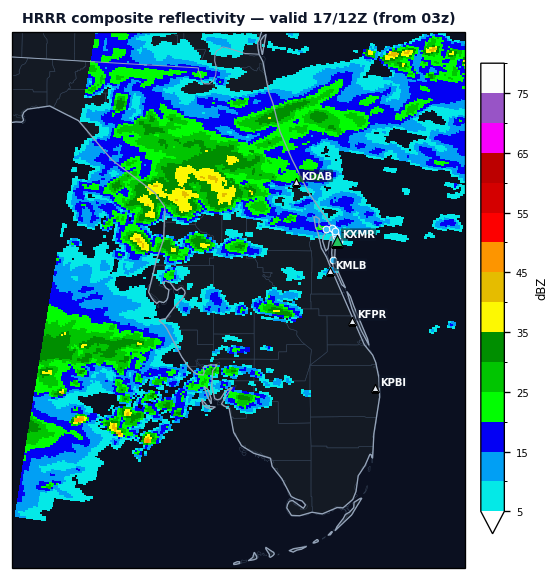 HRRR composite reflectivity — valid 17/12Z (from 03z)
KDAB
KXMR
KMLB
KFPR
KPBI
75
65
55
45
35
25
15
5
dBZ